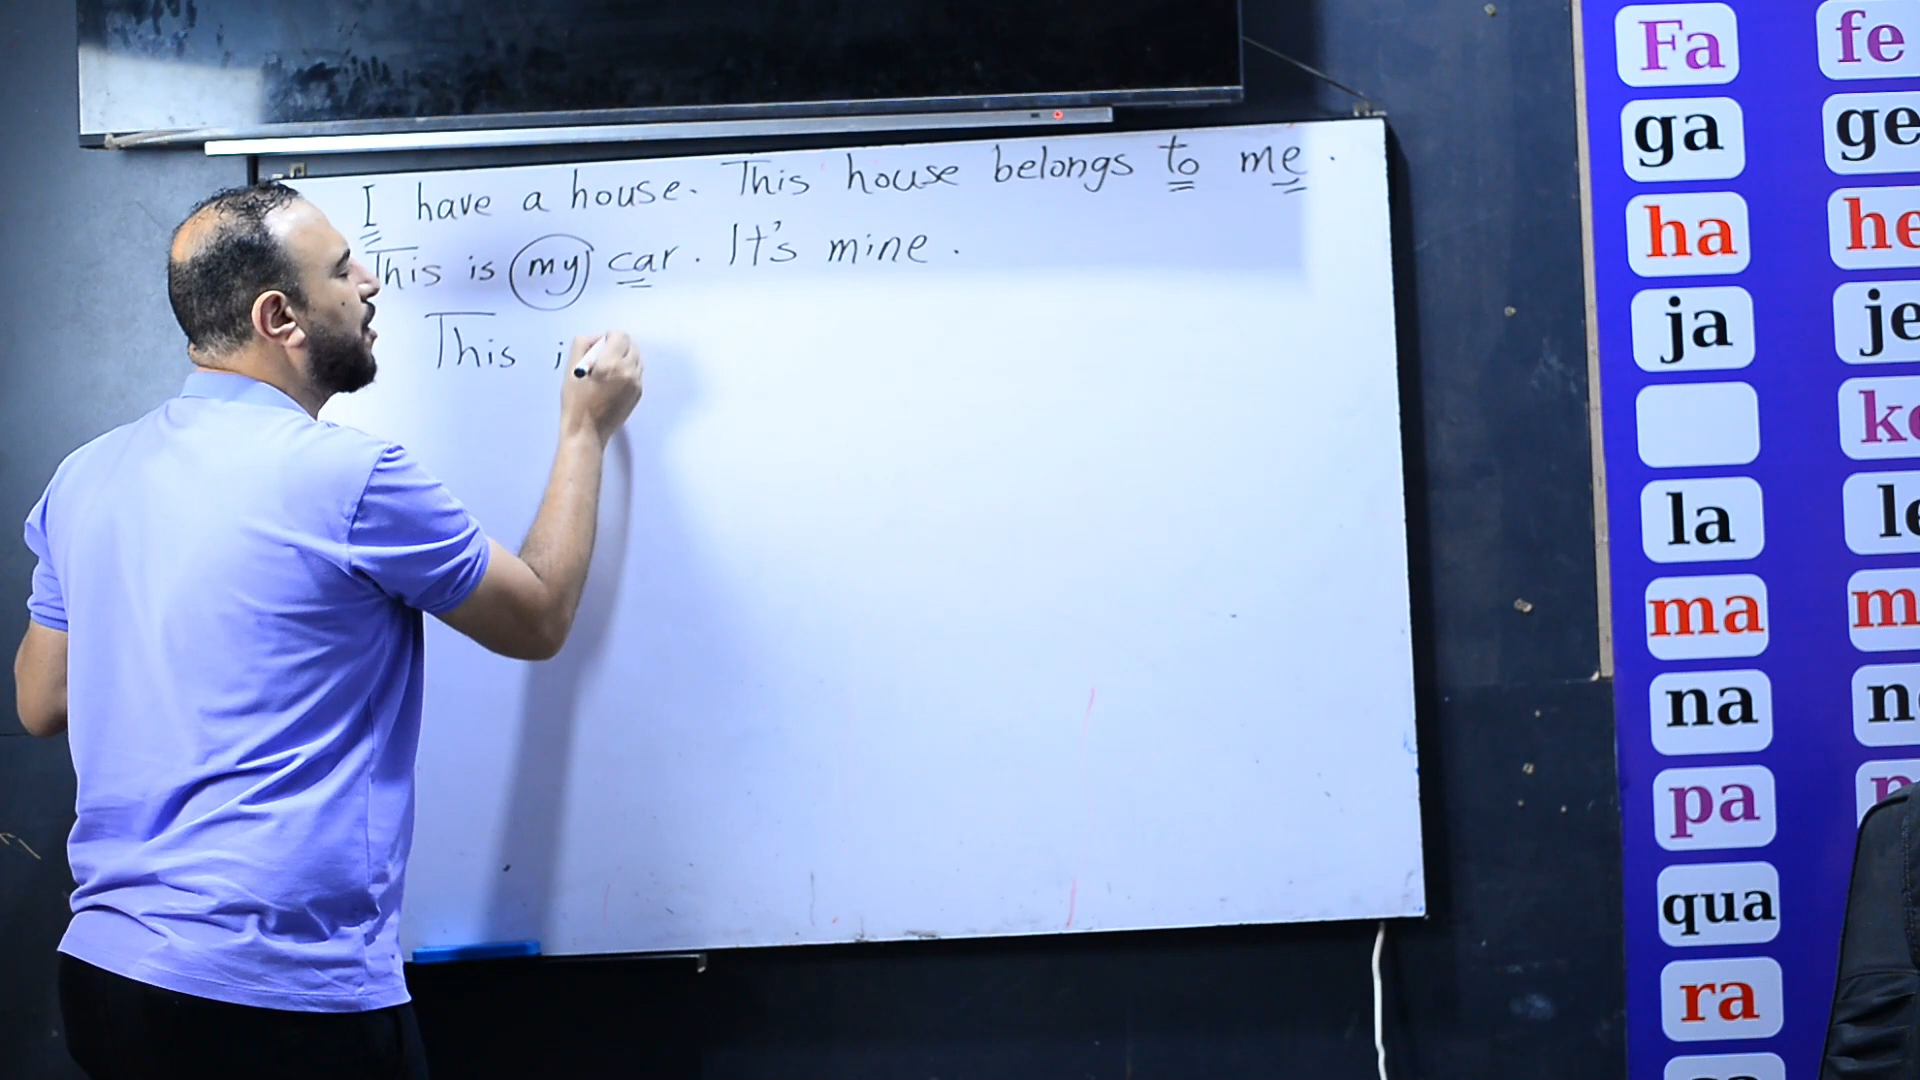 I have a house. This house belongs to me.
This is my car. It's mine.
This i
Fa fe
ga ge
ha he
ja je
la le
ma
na
pa
qua
ra